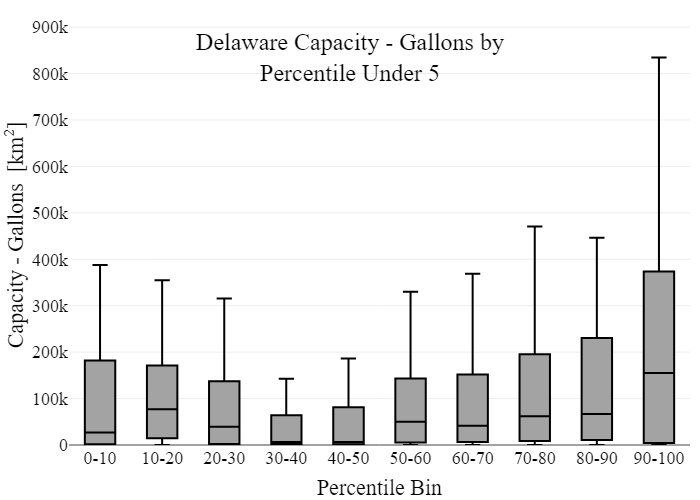 Delaware Capacity - Gallons by
Percentile Under 5
Capacity - Gallons [km²]
900k
800k
700k
600k
500k
400k
300k
200k
100k
0
0-10 10-20 20-30 30-40 40-50 50-60 60-70 70-80 80-90 90-100
Percentile Bin